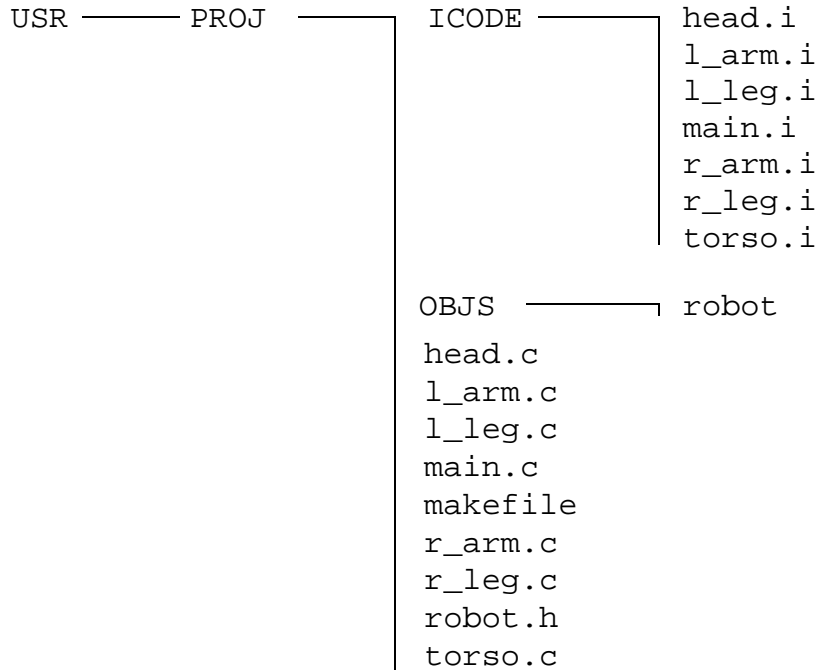 USR PROJ ICODE head.i
l_arm.i
l_leg.i
main.i
r_arm.i
r_leg.i
torso.i
OBJS robot
head.c
l_arm.c
l_leg.c
main.c
makefile
r_arm.c
r_leg.c
robot.h
torso.c